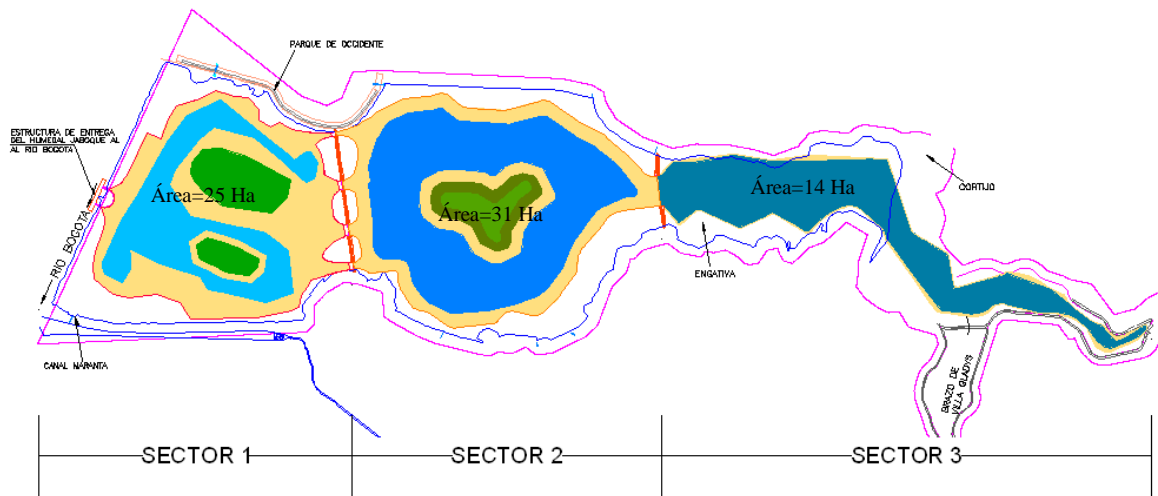 PARQUE DE OCCIDENTE
ESTRUCTURA DE ENTREGA
DEL HUMEDAL JABOQUE AL
AL RIO BOGOTA
RIO BOGOTA
CANAL MARANTA
Área=25 Ha
Área=31 Ha
Área=14 Ha
CORTIJO
ENGATIVA
BRAZO DE
VILLA GLADYS
SECTOR 1
SECTOR 2
SECTOR 3